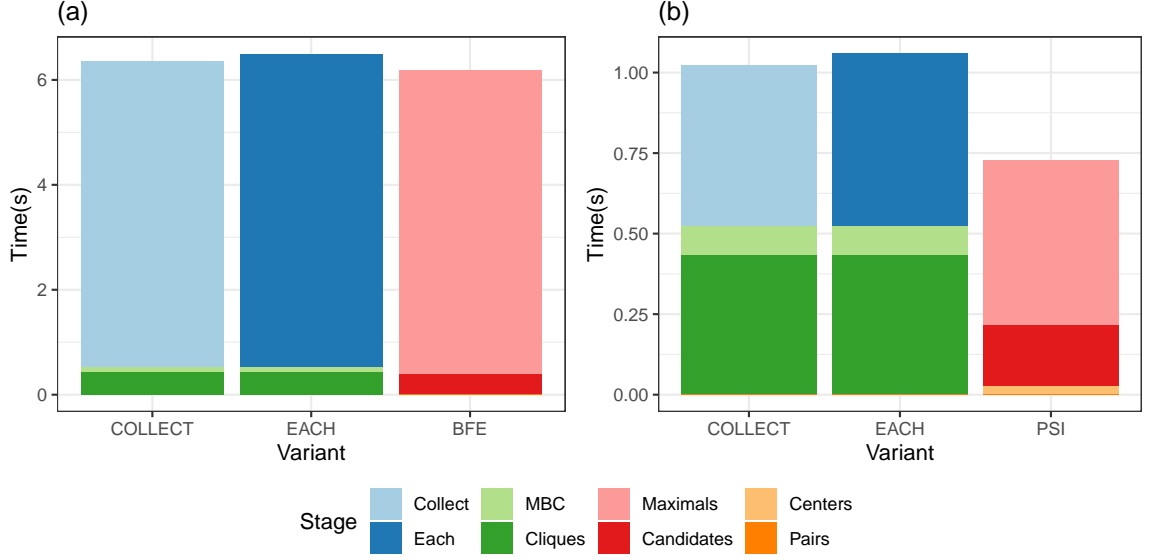 (a)
Time(s)
6
4
2
0
COLLECT EACH BFE
Variant
(b)
Time(s)
1.00
0.75
0.50
0.25
0.00
COLLECT EACH PSI
Variant
Stage
Collect MBC Maximals Centers
Each Cliques Candidates Pairs